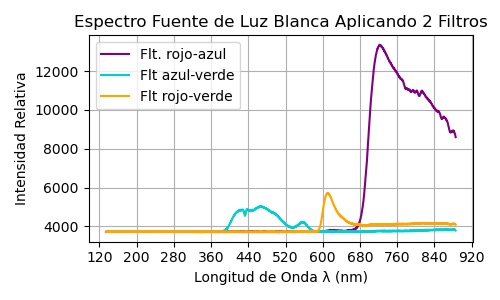 Espectro Fuente de Luz Blanca Aplicando 2 Filtros
Flt. rojo-azul
Flt azul-verde
Flt rojo-verde
12000
10000
8000
6000
4000
Intensidad Relativa
120 200 280 360 440 520 600 680 760 840 920
Longitud de Onda λ (nm)